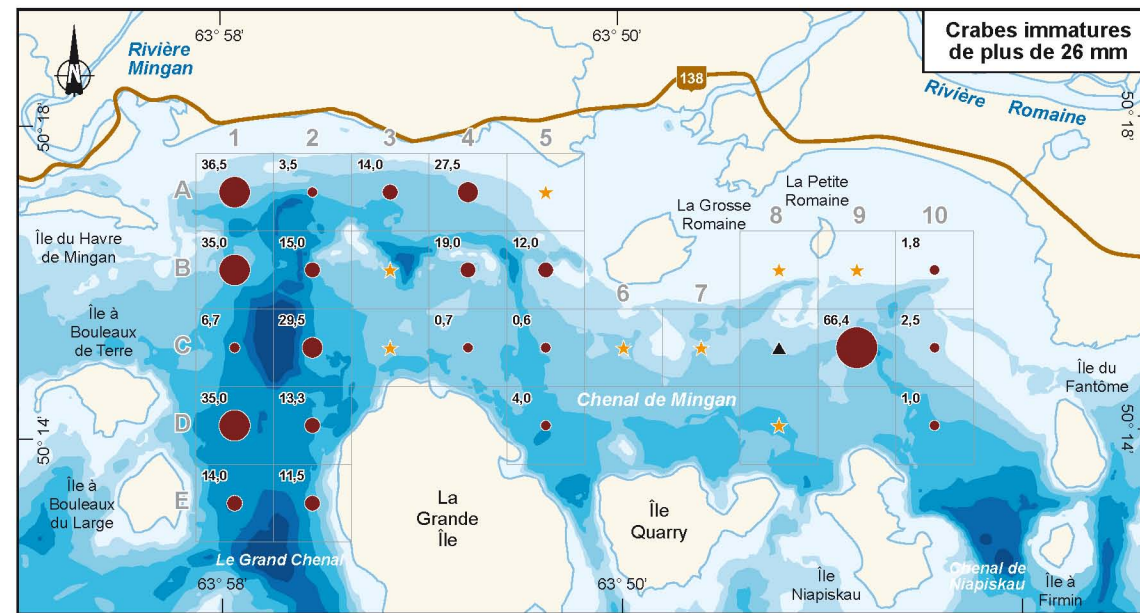 63° 58'
63° 50'
Crabes immatures
de plus de 26 mm
Rivière
Mingan
N
138
Rivière Romaine
50° 18'
50° 18'
1
2
3
4
5
36,5
3,5
14,0
27,5
A
La Petite
Romaine
La Grosse
Romaine
8
9
10
Île du Havre
de Mingan
B
35,0
15,0
19,0
12,0
1,8
6
7
Île à
Bouleaux
de Terre
C
6,7
29,5
0,7
0,6
66,4
2,5
Île du
Fantôme
D
35,0
13,3
4,0
Chenal de Mingan
1,0
50° 14'
50° 14'
Île à
Bouleaux
du Large
E
14,0
11,5
La
Grande
Île
Île
Quarry
Le Grand Chenal
Île
Niapiskau
Chenal de
Niapiskau
Île à
Firmin
63° 58'
63° 50'